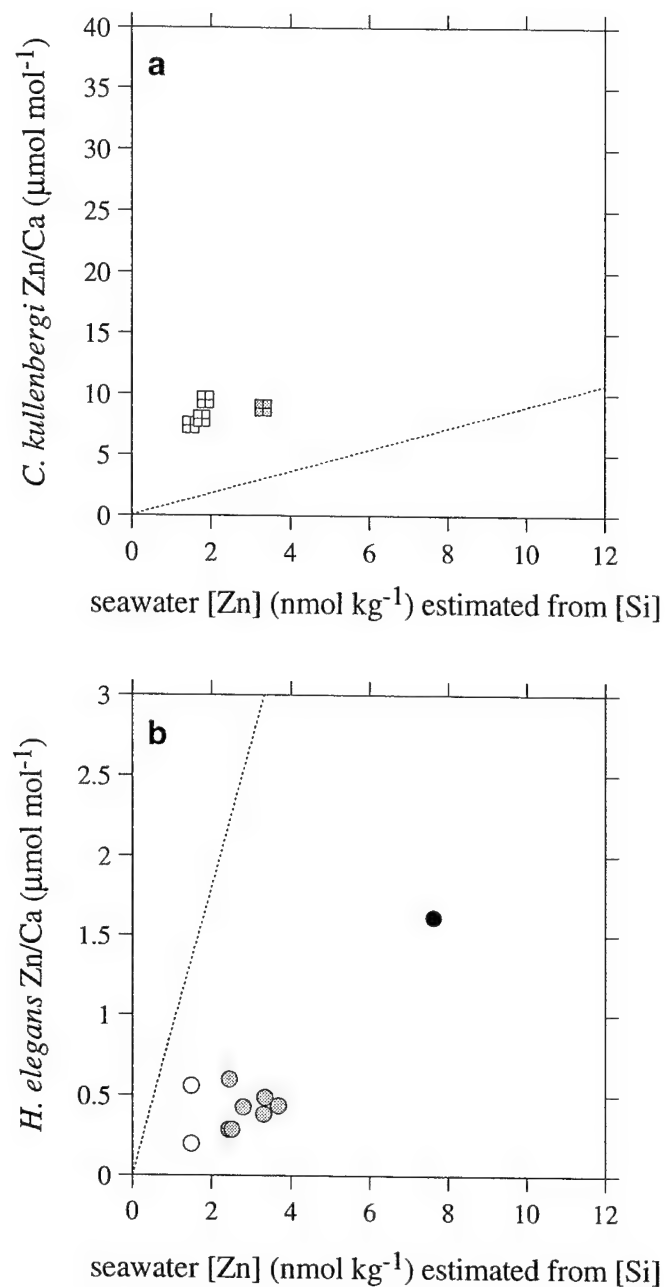 a
40
35
30
25
20
15
10
5
0
C. kullenbergi Zn/Ca (µmol mol⁻¹)
0 2 4 6 8 10 12
seawater [Zn] (nmol kg⁻¹) estimated from [Si]
b
3
2.5
2
1.5
1
0.5
0
H. elegans Zn/Ca (µmol mol⁻¹)
0 2 4 6 8 10 12
seawater [Zn] (nmol kg⁻¹) estimated from [Si]